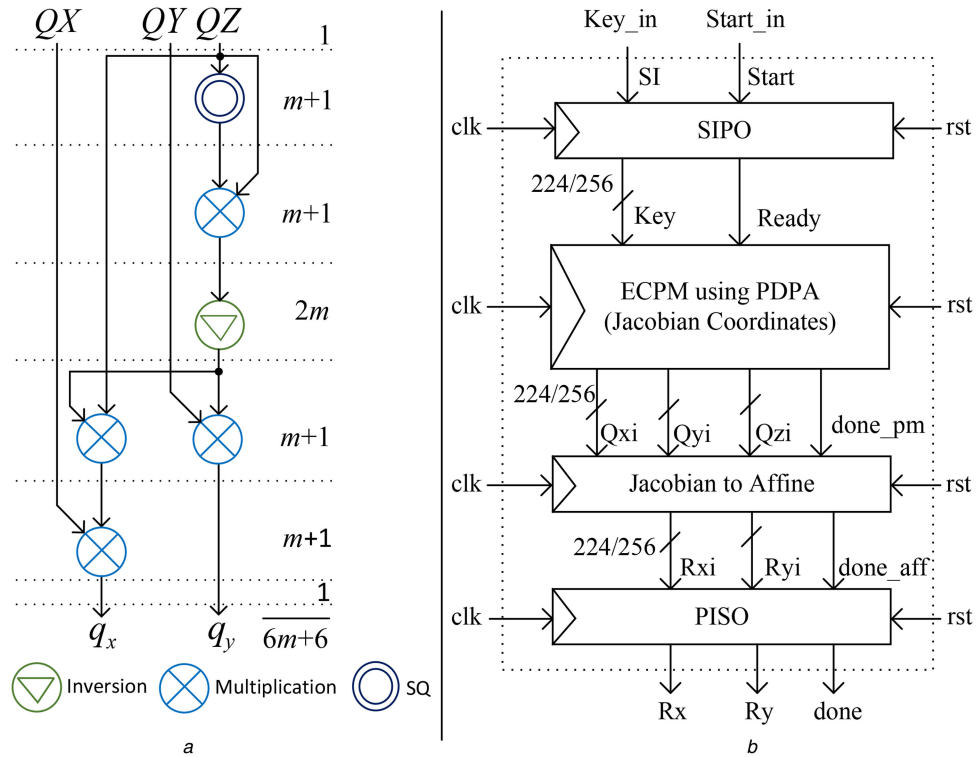 QX QY QZ
1
m+1
m+1
2m
m+1
m+1
1
q_x q_y 6m+6
Inversion Multiplication SQ
a
Key_in Start_in
SI Start
clk SIPO rst
224/256
Key Ready
clk ECPM using PDPA rst
(Jacobian Coordinates)
224/256
Qxi Qyi Qzi done_pm
clk Jacobian to Affine rst
224/256
Rxi Ryi done_aff
clk PISO rst
Rx Ry done
b